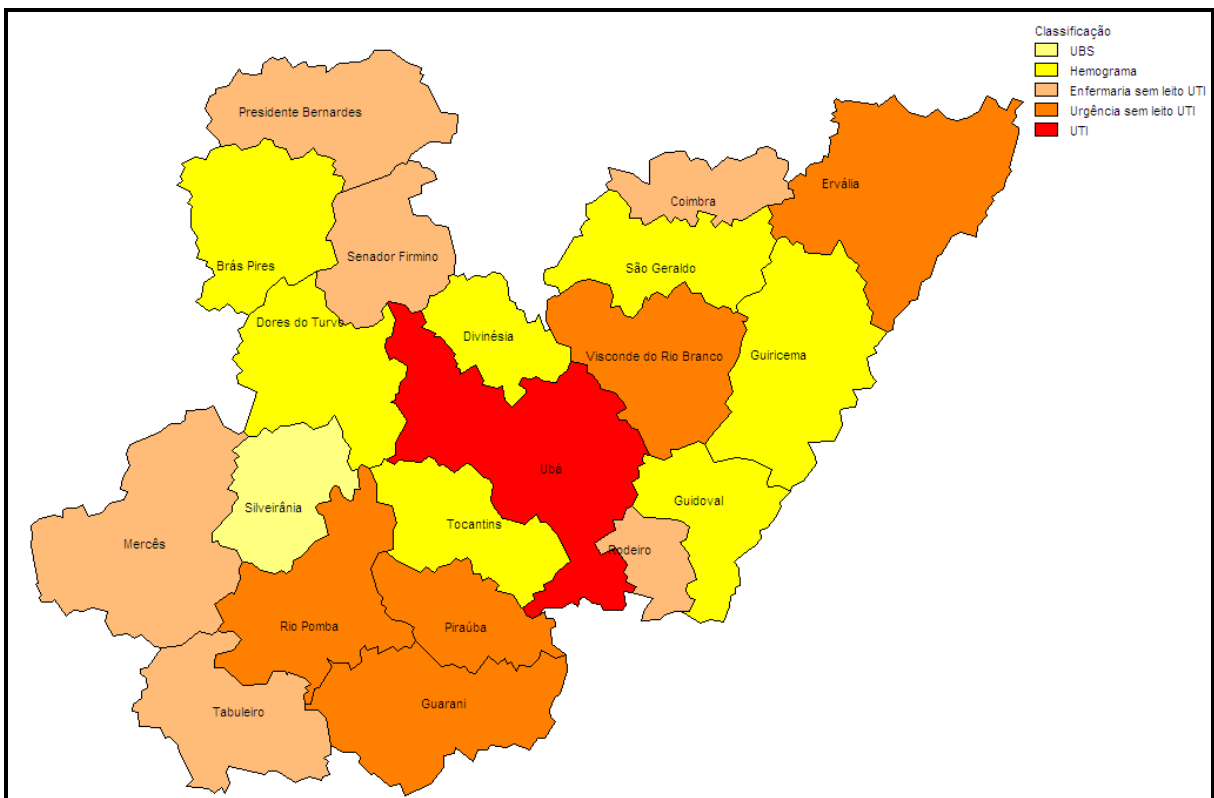 Classificação
UBS
Hemograma
Enfermaria sem leito UTI
Urgência sem leito UTI
UTI
Presidente Bernardes
Ervália
Coimbra
Senador Firmino
Brás Pires
São Geraldo
Dores do Turvo
Divinésia
Visconde do Rio Branco
Guiricema
Ubá
Guidoval
Silveirânia
Tocantins
Mercês
Rodeiro
Rio Pomba
Piraúba
Guarani
Tabuleiro